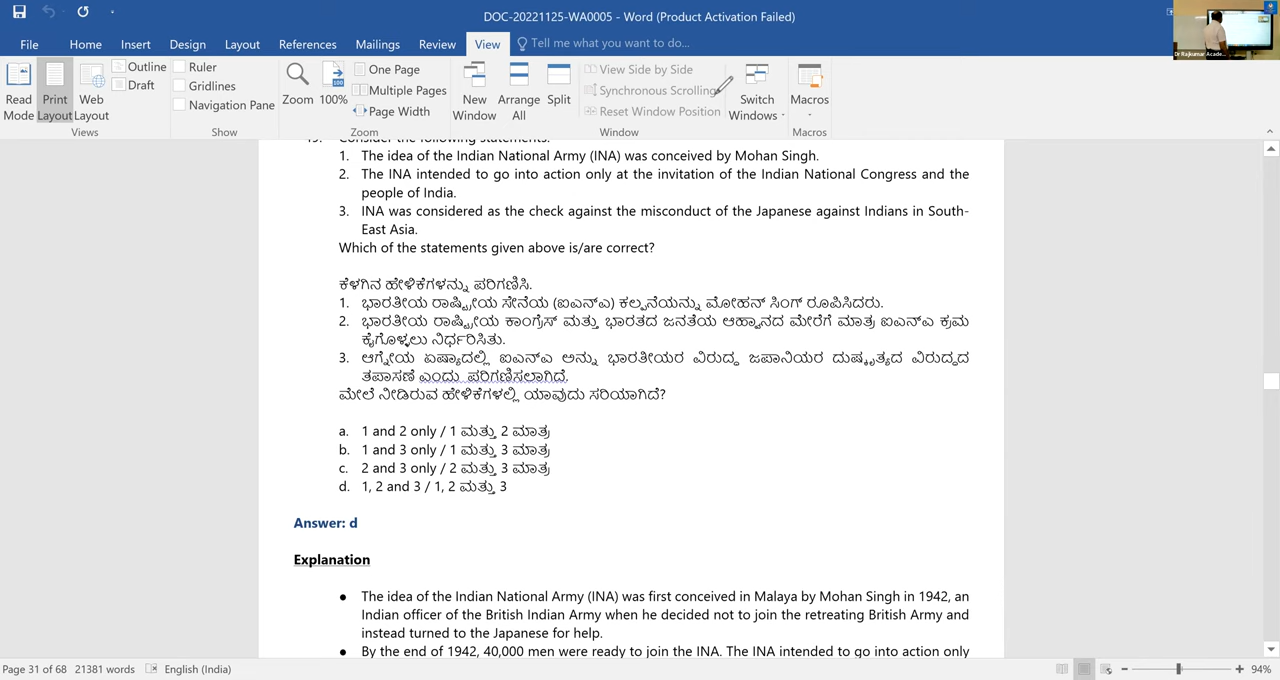 DOC-20221125-WA0005 - Word (Product Activation Failed)
File Home Insert Design Layout References Mailings Review View Tell me what you want to do...
Read Mode Print Layout Web Layout Outline Draft
Views
Ruler
Gridlines
Navigation Pane
Show
Zoom 100% One Page
Multiple Pages
Page Width
Zoom
New Window Arrange All Split
View Side by Side
Synchronous Scrolling
Reset Window Position
Window
Switch Windows
Macros
Macros
Dr Rajkumar Acade...
19. Consider the following statements:
1. The idea of the Indian National Army (INA) was conceived by Mohan Singh.
2. The INA intended to go into action only at the invitation of the Indian National Congress and the
people of India.
3. INA was considered as the check against the misconduct of the Japanese against Indians in South-
East Asia.
Which of the statements given above is/are correct?
ಕೆಳಗಿನ ಹೇಳಿಕೆಗಳನ್ನು ಪರಿಗಣಿಸಿ.
1. ಭಾರತೀಯ ರಾಷ್ಟ್ರೀಯ ಸೇನೆಯ (ಐಎನ್ಎ) ಕಲ್ಪನೆಯನ್ನು ಮೋಹನ್ ಸಿಂಗ್ ರೂಪಿಸಿದರು.
2. ಭಾರತೀಯ ರಾಷ್ಟ್ರೀಯ ಕಾಂಗ್ರೆಸ್ ಮತ್ತು ಭಾರತದ ಜನತೆಯ ಆಹ್ವಾನದ ಮೇರೆಗೆ ಮಾತ್ರ ಐಎನ್ಎ ಕ್ರಮ
ಕೈಗೊಳ್ಳಲು ನಿರ್ಧರಿಸಿತು.
3. ಆಗ್ನೇಯ ಏಷ್ಯಾದಲ್ಲಿ ಐಎನ್ಎ ಅನ್ನು ಭಾರತೀಯರ ವಿರುದ್ಧ ಜಪಾನಿಯರ ದುಷ್ಕೃತ್ಯದ ವಿರುದ್ಧದ
ತಪಾಸಣೆ ಎಂದು ಪರಿಗಣಿಸಲಾಗಿದೆ.
ಮೇಲೆ ನೀಡಿರುವ ಹೇಳಿಕೆಗಳಲ್ಲಿ ಯಾವುದು ಸರಿಯಾಗಿದೆ?
a. 1 and 2 only / 1 ಮತ್ತು 2 ಮಾತ್ರ
b. 1 and 3 only / 1 ಮತ್ತು 3 ಮಾತ್ರ
c. 2 and 3 only / 2 ಮತ್ತು 3 ಮಾತ್ರ
d. 1, 2 and 3 / 1, 2 ಮತ್ತು 3
Answer: d
Explanation
● The idea of the Indian National Army (INA) was first conceived in Malaya by Mohan Singh in 1942, an
Indian officer of the British Indian Army when he decided not to join the retreating British Army and
instead turned to the Japanese for help.
● By the end of 1942, 40,000 men were ready to join the INA. The INA intended to go into action only
Page 31 of 68 21381 words English (India) 94%